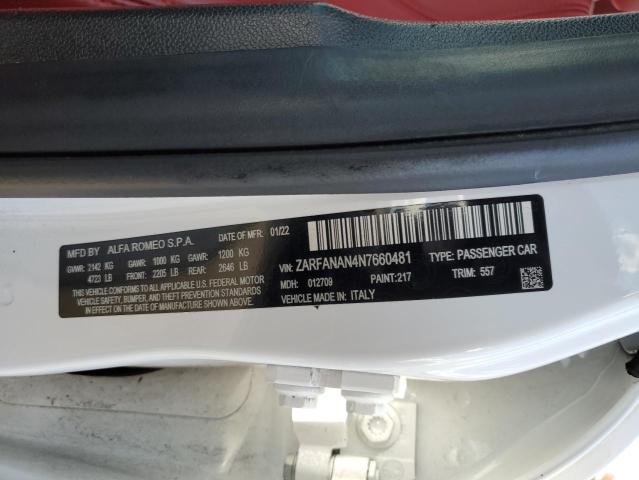 MFD BY ALFA ROMEO S.P.A. DATE OF MFR: 01/22
GVWR: 2142 KG GAWR: 1000 KG GAWR: 1200 KG
4723 LB FRONT: 2205 LB REAR: 2646 LB
THIS VEHICLE CONFORMS TO ALL APPLICABLE U.S. FEDERAL MOTOR
VEHICLE SAFETY, BUMPER, AND THEFT PREVENTION STANDARDS
IN EFFECT ON THE DATE OF MANUFACTURE SHOWN ABOVE.
VIN: ZARFANAN4N7660481 TYPE: PASSENGER CAR
MDH: 012709 PAINT:217 TRIM: 557
VEHICLE MADE IN: ITALY